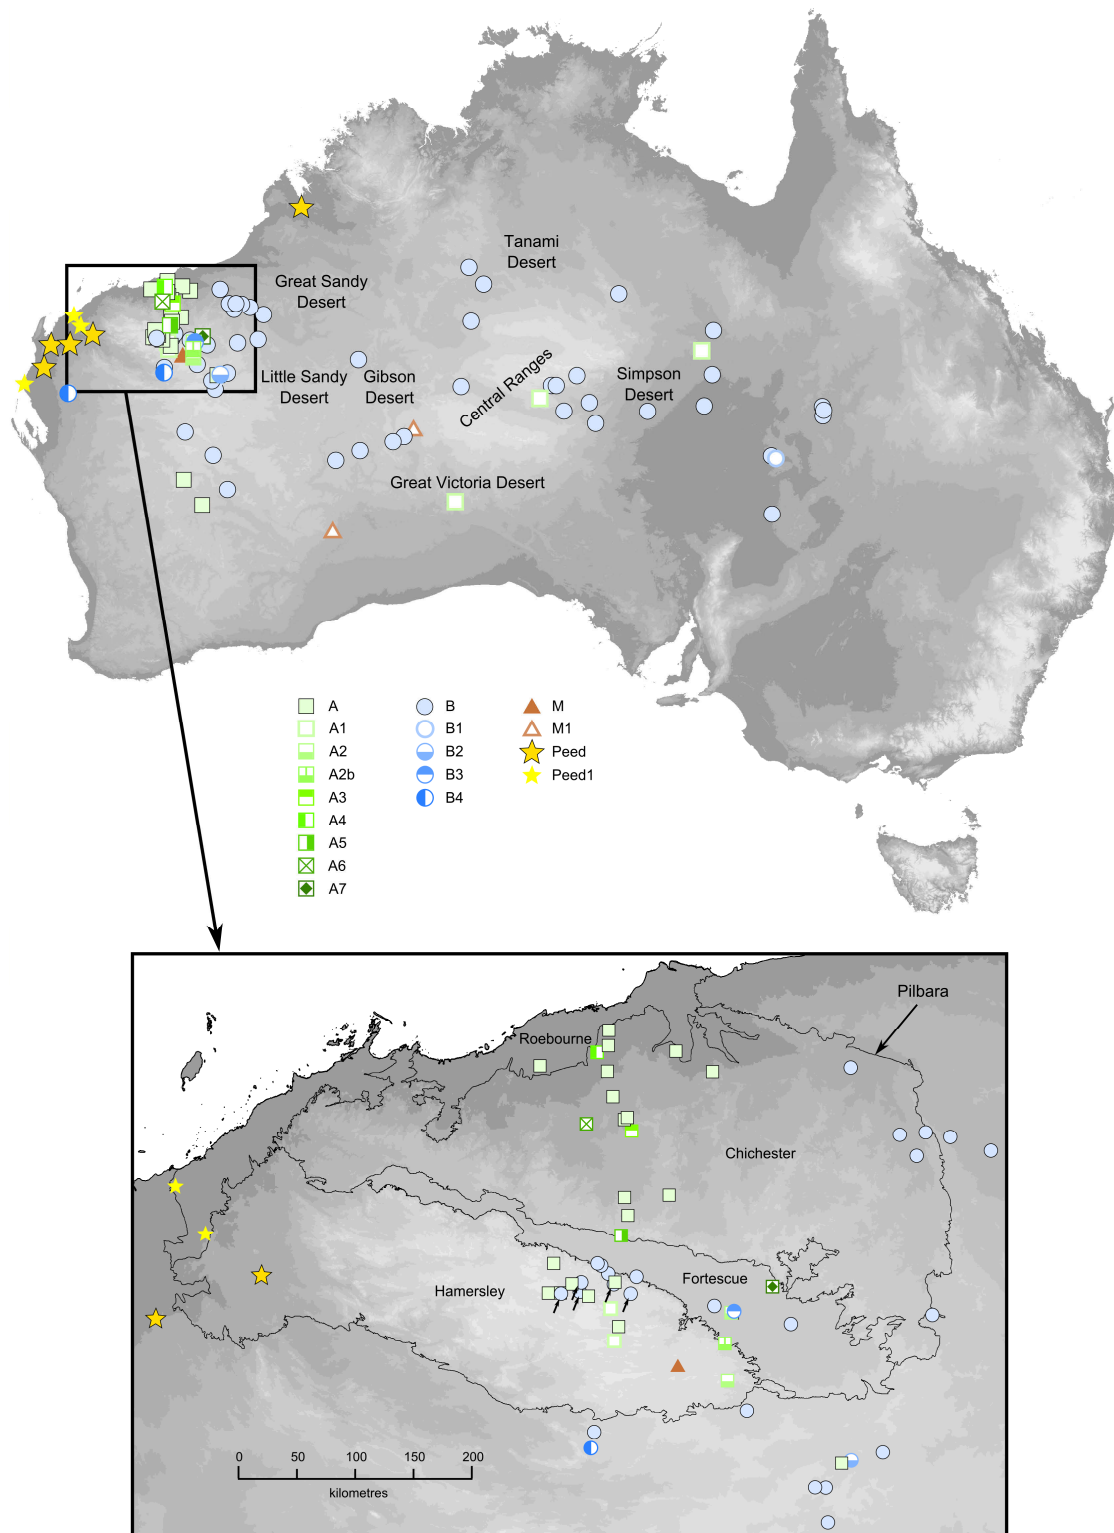 Tanami
Desert
Great Sandy
Desert
Little Sandy
Desert
Gibson
Desert
Central Ranges
Simpson
Desert
Great Victoria Desert
A
A1
A2
A2b
A3
A4
A5
A6
A7
B
B1
B2
B3
B4
M
M1
Peed
Peed1
Pilbara
Roebourne
Chichester
Hamersley
Fortescue
0 50 100 150 200
kilometres